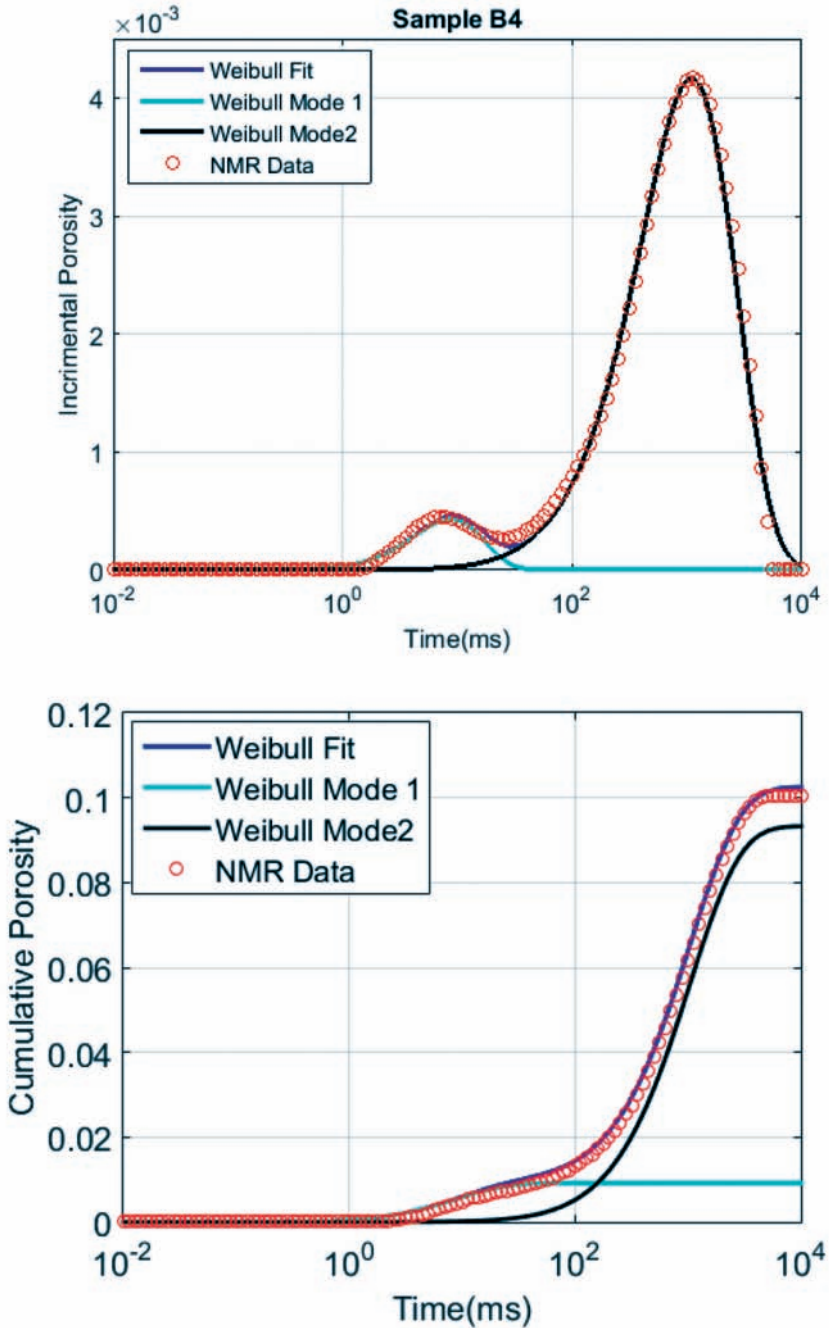 ×10⁻³
Sample B4
Weibull Fit
Weibull Mode 1
Weibull Mode2
NMR Data
Incrimental Porosity
4
3
2
1
0
10⁻² 10⁰ 10² 10⁴
Time(ms)
Weibull Fit
Weibull Mode 1
Weibull Mode2
NMR Data
Cumulative Porosity
0.12
0.1
0.08
0.06
0.04
0.02
0
10⁻² 10⁰ 10² 10⁴
Time(ms)